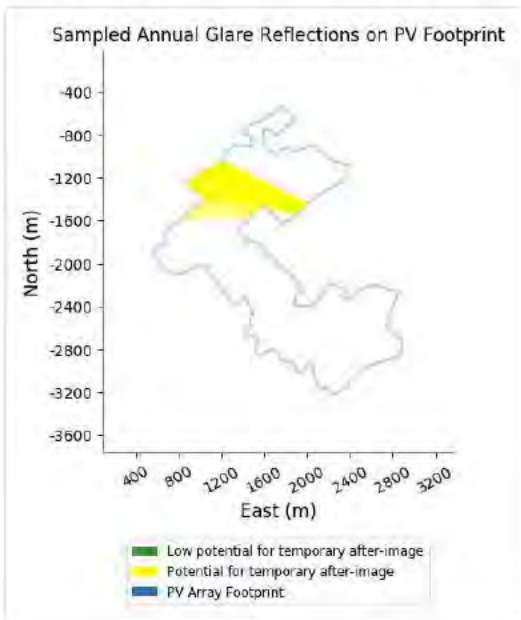 Sampled Annual Glare Reflections on PV Footprint
-400
-800
-1200
-1600
-2000
-2400
-2800
-3200
-3600
North (m)
400 800 1200 1600 2000 2400 2800 3200
East (m)
Low potential for temporary after-image
Potential for temporary after-image
PV Array Footprint